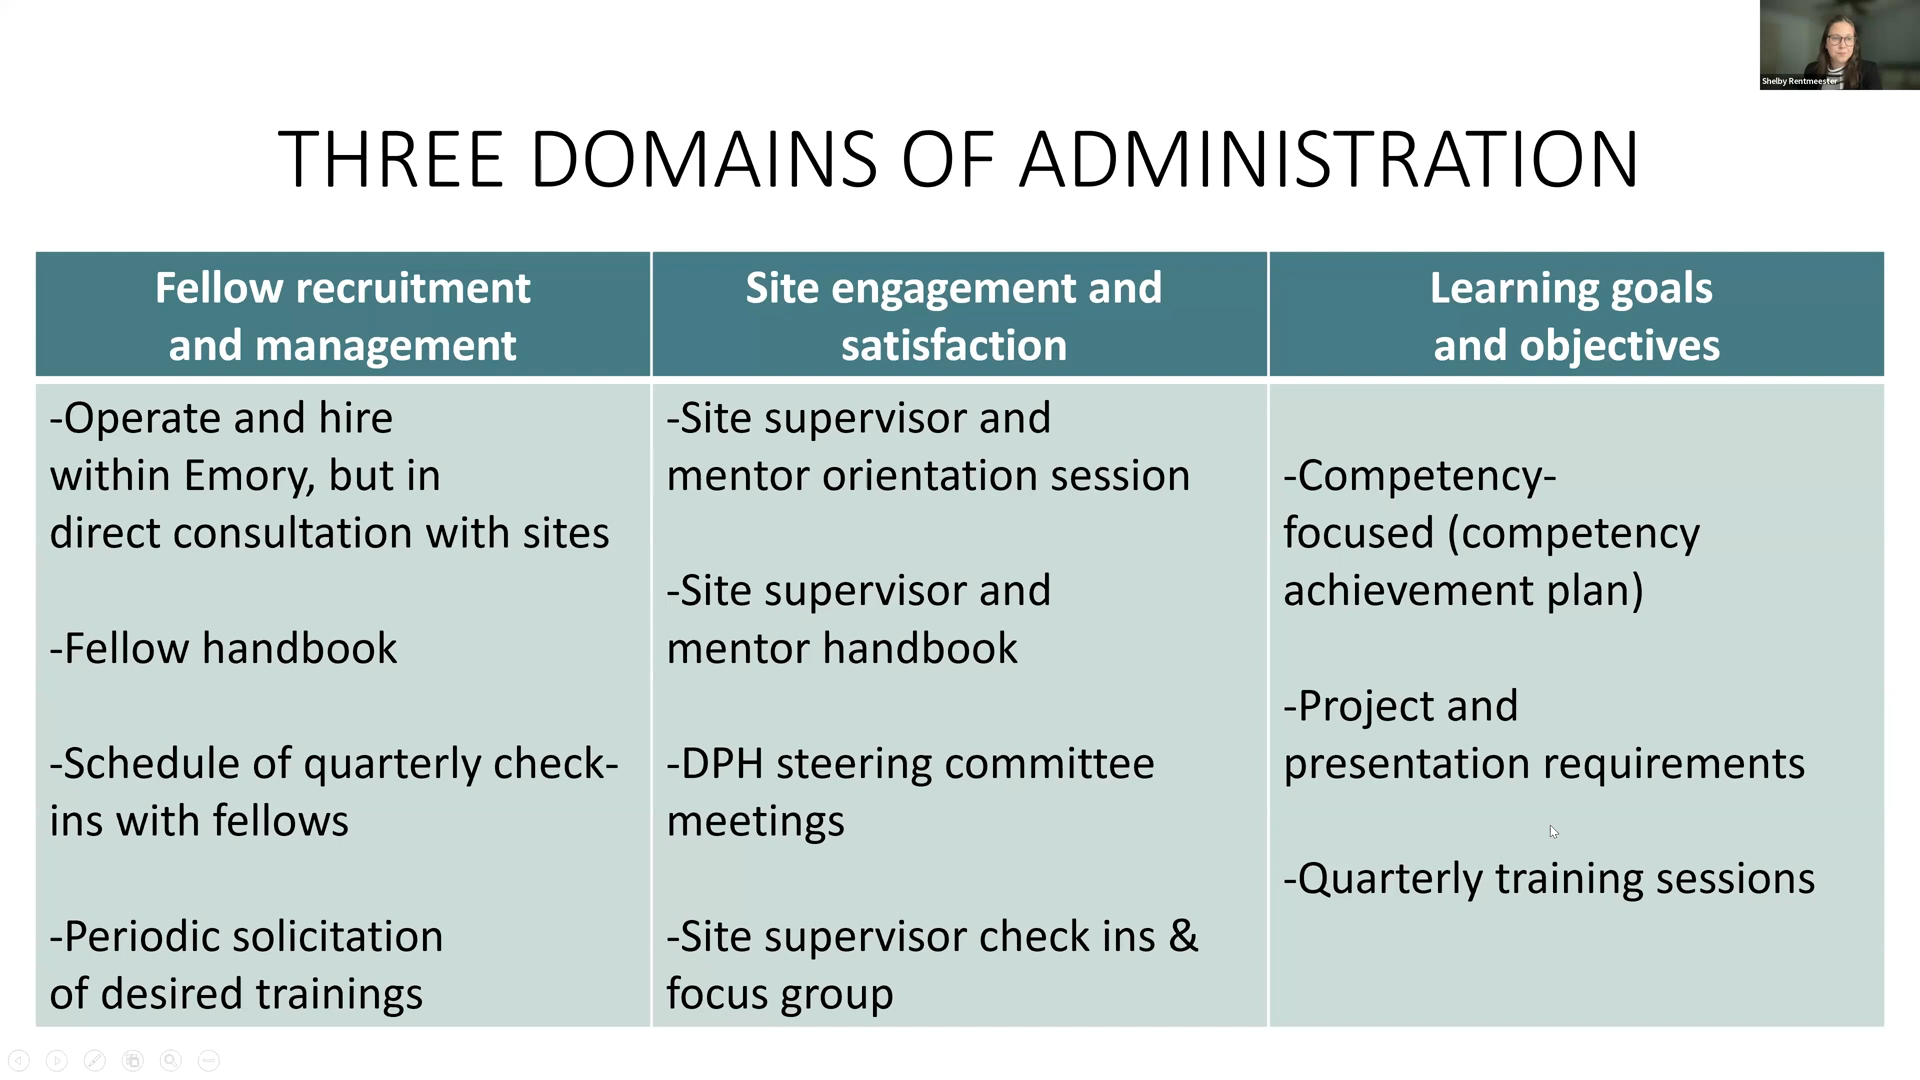 Shelby Rentmeester
THREE DOMAINS OF ADMINISTRATION
Fellow recruitment
and management
-Operate and hire
within Emory, but in
direct consultation with sites
-Fellow handbook
-Schedule of quarterly check-
ins with fellows
-Periodic solicitation
of desired trainings
Site engagement and
satisfaction
-Site supervisor and
mentor orientation session
-Site supervisor and
mentor handbook
-DPH steering committee
meetings
-Site supervisor check ins &
focus group
Learning goals
and objectives
-Competency-
focused (competency
achievement plan)
-Project and
presentation requirements
-Quarterly training sessions